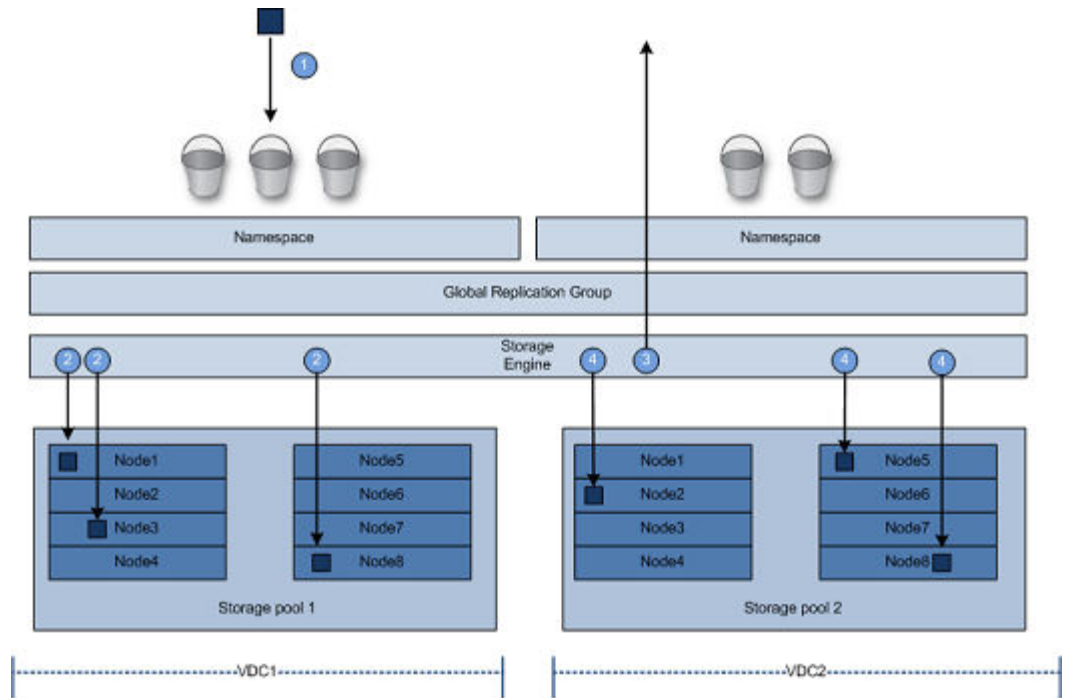 1
Namespace
Namespace
Global Replication Group
Storage
Engine
2
2
2
4
3
4
4
Node1
Node2
Node3
Node4
Node5
Node6
Node7
Node8
Storage pool 1
Node1
Node2
Node3
Node4
Node5
Node6
Node7
Node8
Storage pool 2
VDC1
VDC2